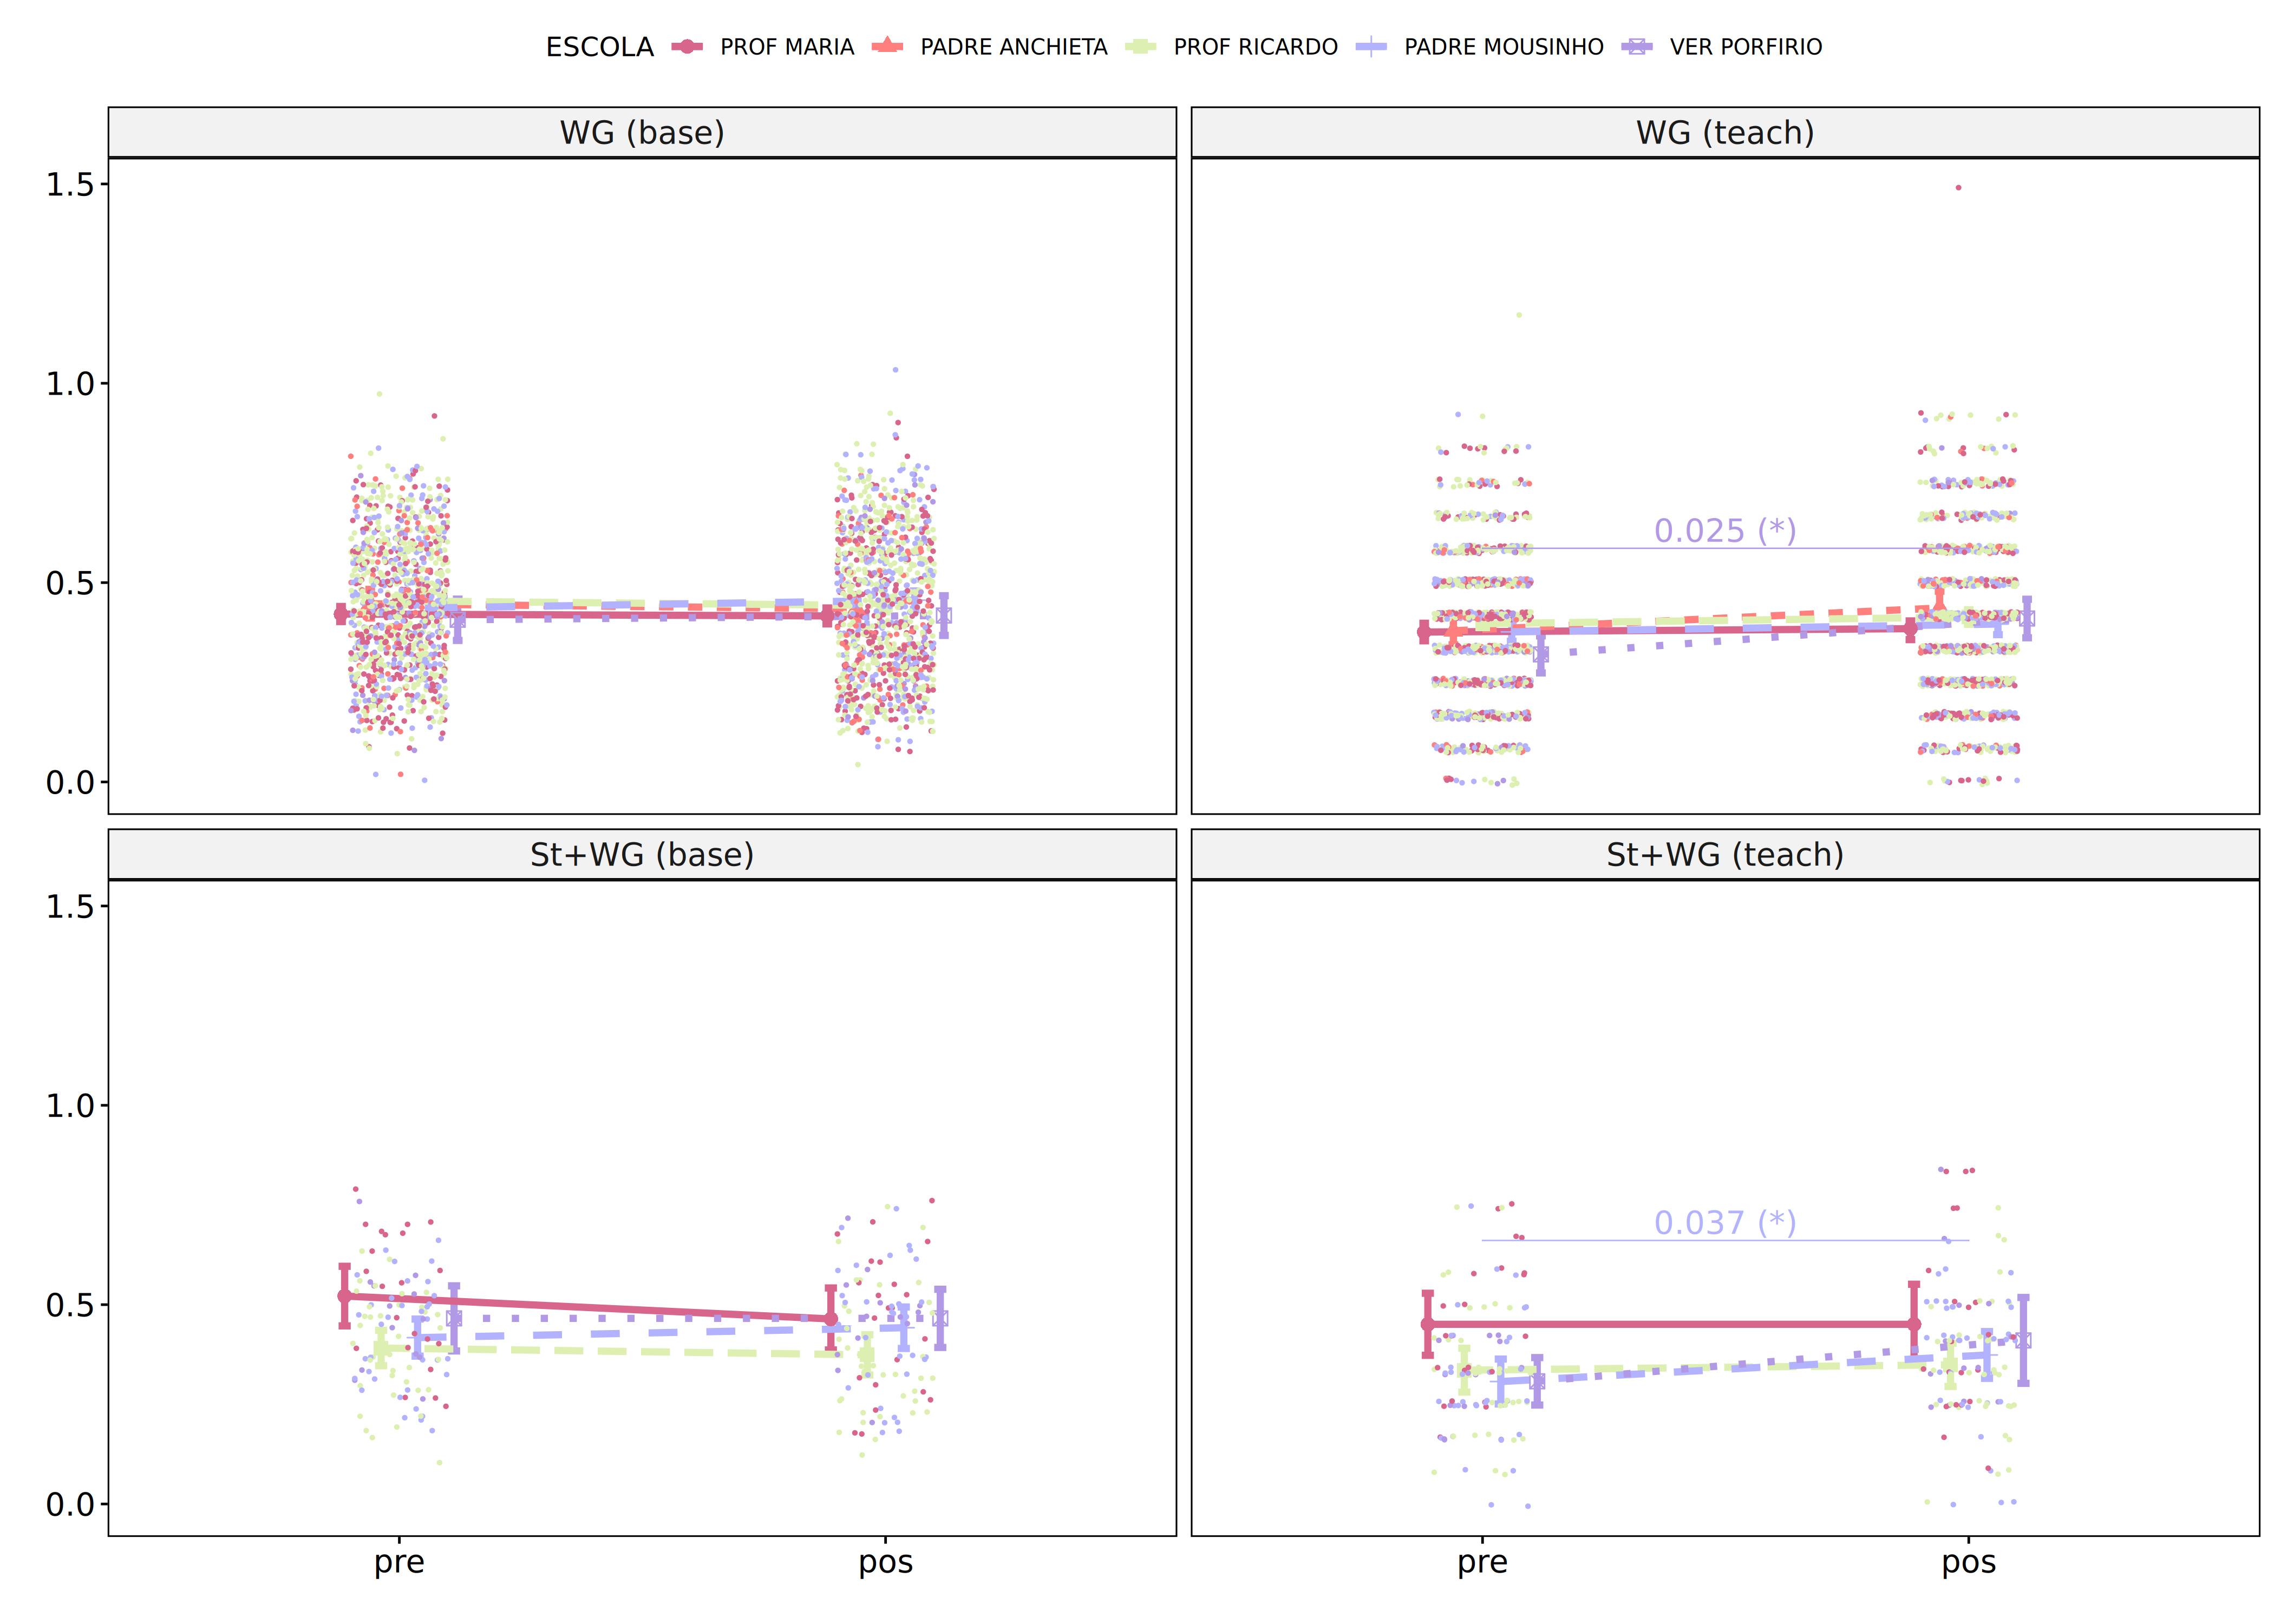 ESCOLA PROF MARIA PADRE ANCHIETA PROF RICARDO PADRE MOUSINHO VER PORFIRIO
WG (base)
WG (teach)
1.5
1.0
0.5
0.0
0.025 (*)
St+WG (base)
St+WG (teach)
1.5
1.0
0.5
0.0
0.037 (*)
pre pos
pre pos